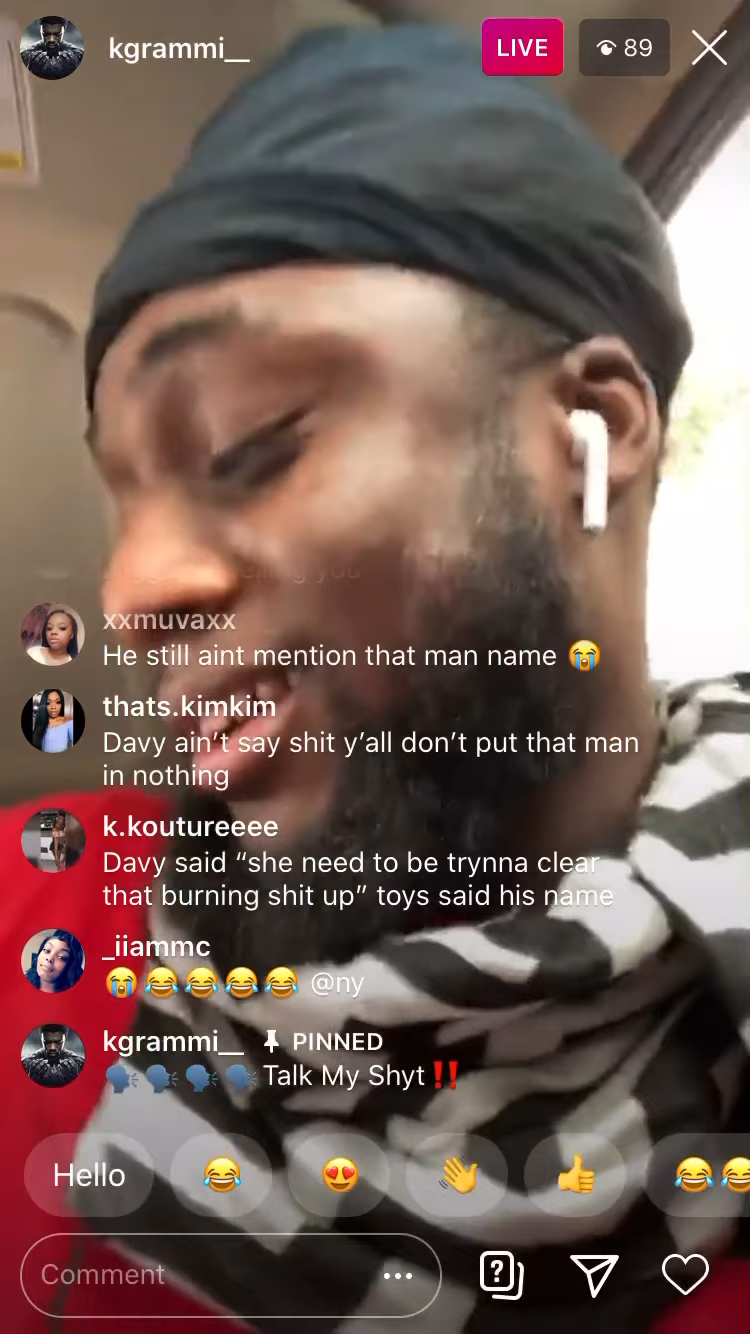 kgrammi__
LIVE
89
you
xxmuvaxx
He still aint mention that man name 😭
thats.kimkim
Davy ain’t say shit y’all don’t put that man
in nothing
k.koutureeee
Davy said “she need to be trynna clear
that burning shit up” toys said his name
_iiammc
😭😂😂😂😂 @ny
kgrammi__ PINNED
🗣🗣🗣🗣Talk My Shyt‼️
Hello 😂 😍 👋 👍 😂😂
Comment
?